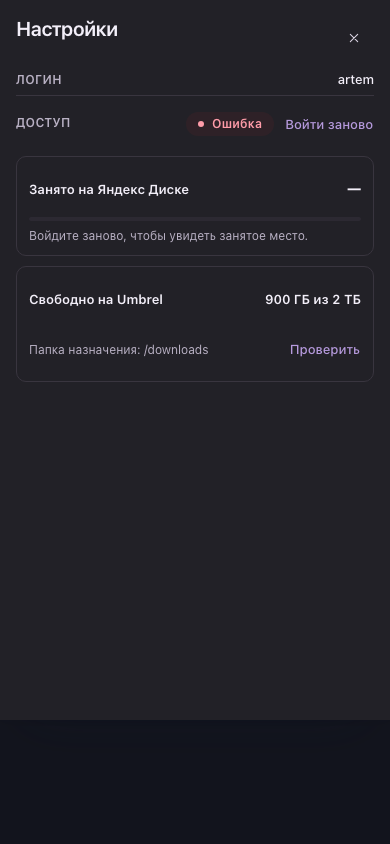 Настройки
ЛОГИН artem
ДОСТУП Ошибка Войти заново
Занято на Яндекс Диске —
Войдите заново, чтобы увидеть занятое место.
Свободно на Umbrel 900 ГБ из 2 ТБ
Папка назначения: /downloads Проверить